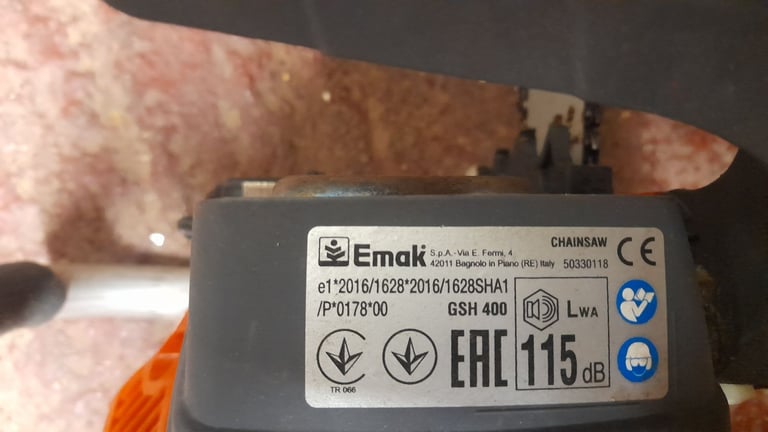 Emak S.p.A.-Via E. Fermi, 4
42011 Bagnolo in Piano (RE) Italy
CHAINSAW
50330118
CE
e1*2016/1628*2016/1628SHA1
/P*0178*00
GSH 400
LWA
115 dB
TR 066
EAC